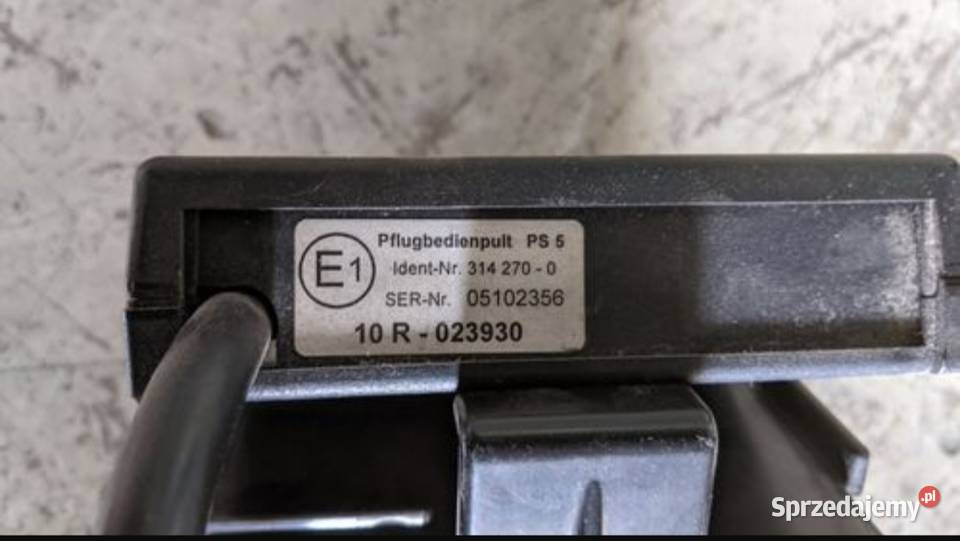 E1
Pflugbedienpult PS 5
Ident-Nr. 314 270 - 0
SER-Nr. 05102356
10 R - 023930
Sprzedajemy.pl